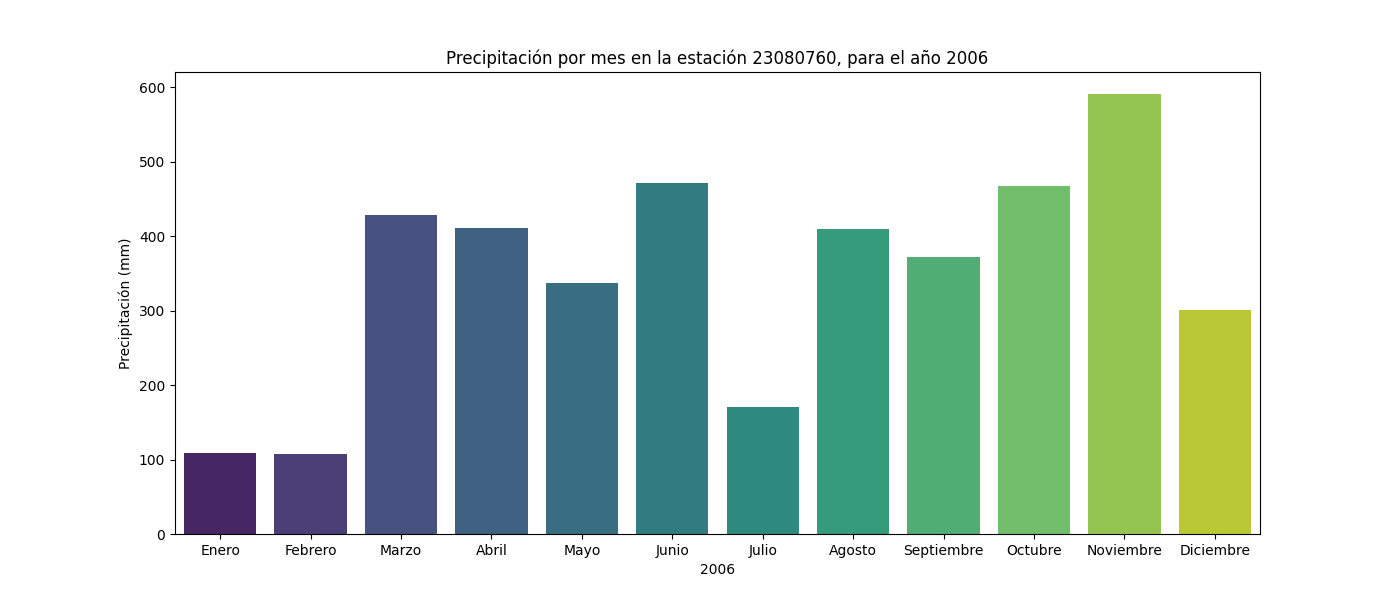 Precipitación por mes en la estación 23080760, para el año 2006
Precipitación (mm)
600
500
400
300
200
100
0
Enero Febrero Marzo Abril Mayo Junio Julio Agosto Septiembre Octubre Noviembre Diciembre
2006